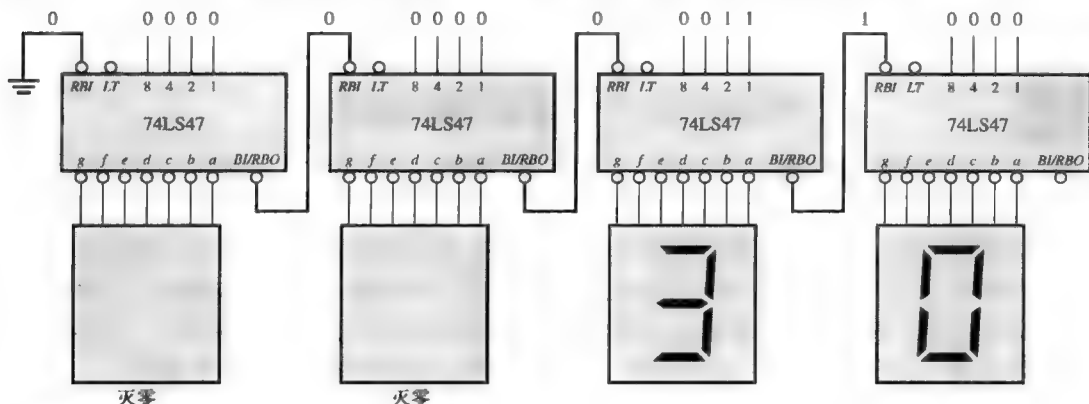 0 0 0 0 0 0 0 0 0 0 0 0 0 1 1 1 0 0 0 0
RBI LT 8 4 2 1 RBI LT 8 4 2 1 RBI LT 8 4 2 1 RBI LT 8 4 2 1
74LS47 74LS47 74LS47 74LS47
g f e d c b a BI/RBO g f e d c b a BI/RBO g f e d c b a BI/RBO g f e d c b a BI/RBO
3 0
灭零 灭零